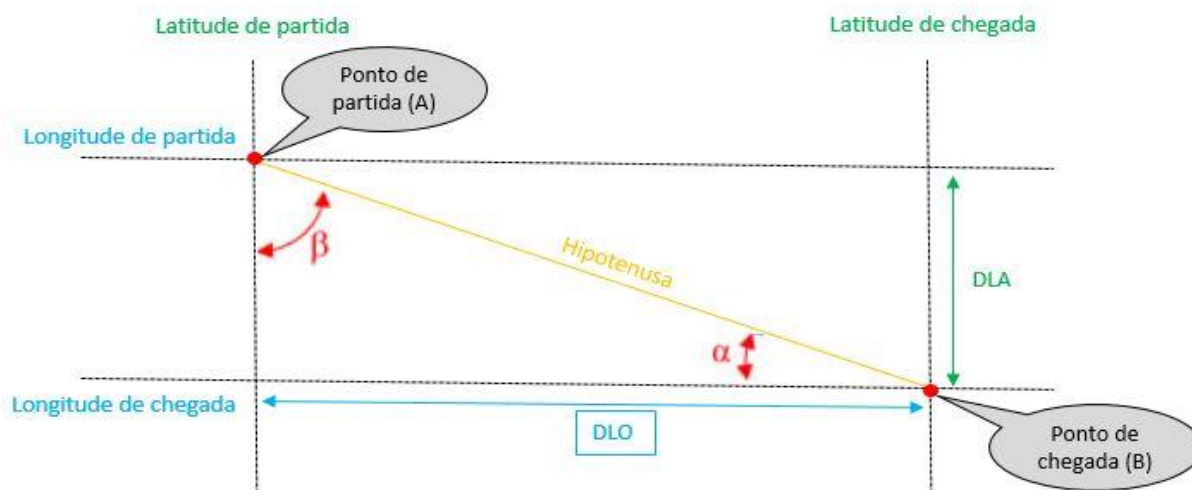 Latitude de partida
Latitude de chegada
Ponto de
partida (A)
Longitude de partida
β
Hipotenusa
DLA
α
Longitude de chegada
DLO
Ponto de
chegada (B)